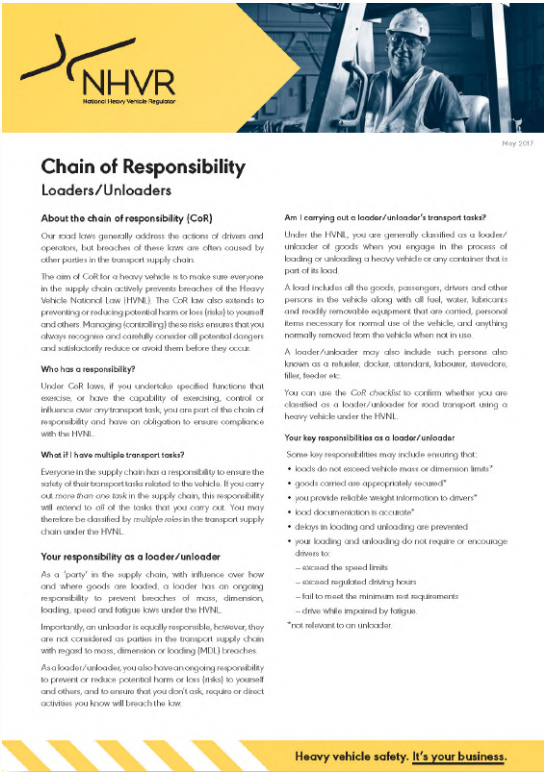 NHVR
National Heavy Vehicle Regulator
May 2017
Chain of Responsibility
Loaders/Unloaders
About the chain of responsibility (CoR)
Our road laws generally address the actions of drivers and
operators, but breaches of these laws are often caused by
other parties in the transport supply chain.
The aim of CoR for a heavy vehicle is to make sure everyone
in the supply chain actively prevents breaches of the Heavy
Vehicle National Law (HVNL). The CoR law also extends to
preventing or reducing potential harm or loss (risks) to yourself
and others. Managing (controlling) these risks ensures that you
always recognise and carefully consider all potential dangers
and satisfactorily reduce or avoid them before they occur.
Who has a responsibility?
Under CoR laws, if you undertake specified functions that
exercise, or have the capability of exercising, control or
influence over any transport task, you are part of the chain of
responsibility and have an obligation to ensure compliance
with the HVNL.
What if I have multiple transport tasks?
Everyone in the supply chain has a responsibility to ensure the
safety of their transport tasks related to the vehicle. If you carry
out more than one task in the supply chain, this responsibility
will extend to all of the tasks that you carry out. You may
therefore be classified by multiple roles in the transport supply
chain under the HVNL.
Your responsibility as a loader/unloader
As a 'party' in the supply chain, with influence over how
and where goods are loaded, a loader has an ongoing
responsibility to prevent breaches of mass, dimension,
loading, speed and fatigue laws under the HVNL.
Importantly, an unloader is equally responsible, however, they
are not considered as parties in the transport supply chain
with regard to mass, dimension or loading (MDL) breaches.
As a loader/unloader, you also have an ongoing responsibility
to prevent or reduce potential harm or loss (risks) to yourself
and others, and to ensure that you don't ask, require or direct
activities you know will breach the law.
Am I carrying out a loader/unloader's transport tasks?
Under the HVNL, you are generally classified as a loader/
unloader of goods when you engage in the process of
loading or unloading a heavy vehicle or any container that is
part of its load.
A load includes all the goods, passengers, drivers and other
persons in the vehicle along with all fuel, water, lubricants
and readily removable equipment that are carried, personal
items necessary for normal use of the vehicle, and anything
normally removed from the vehicle when not in use.
A loader/unloader may also include such persons also
known as a refueler, docker, attendant, labourer, stevedore,
filler, feeder etc.
You can use the CoR checklist to confirm whether you are
classified as a loader/unloader for road transport using a
heavy vehicle under the HVNL.
Your key responsibilities as a loader/unloader
Some key responsibilities may include ensuring that:
• loads do not exceed vehicle mass or dimension limits*
• goods carried are appropriately secured*
• you provide reliable weight information to drivers*
• load documentation is accurate*
• delays in loading and unloading are prevented
• your loading and unloading do not require or encourage
drivers to:
– exceed the speed limits
– exceed regulated driving hours
– fail to meet the minimum rest requirements
– drive while impaired by fatigue.
*not relevant to an unloader.
Heavy vehicle safety. It's your business.